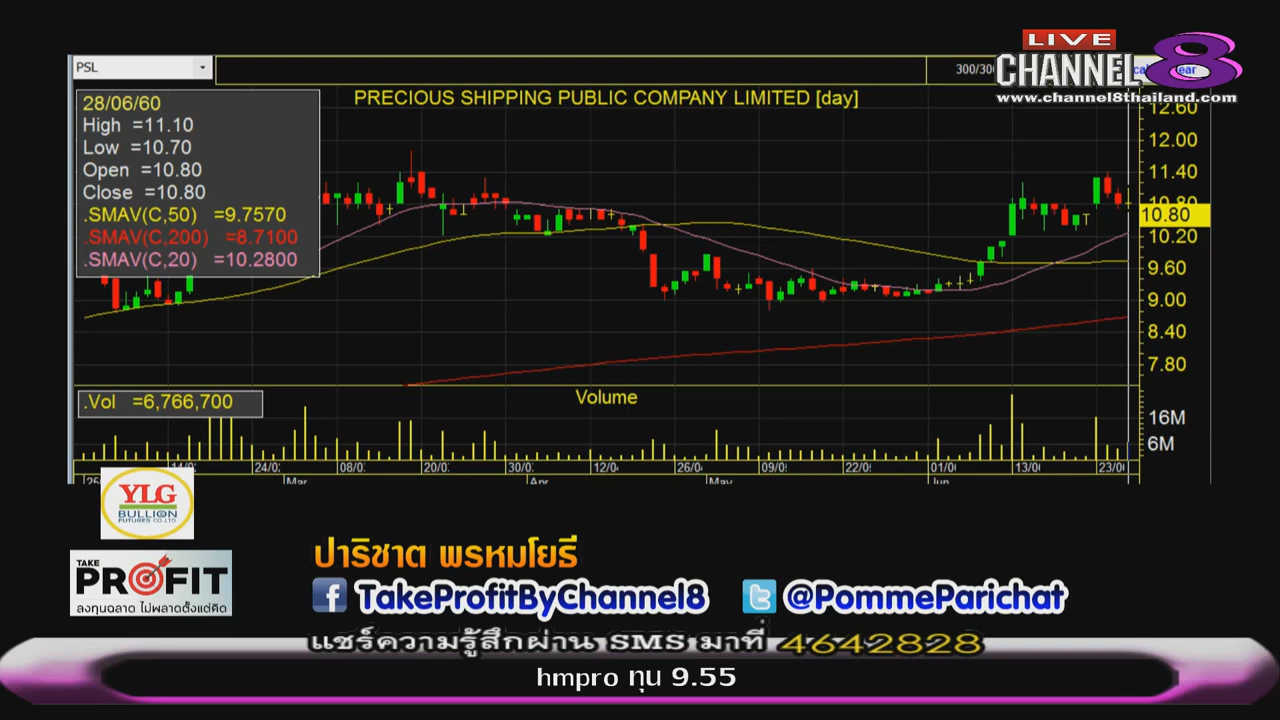 LIVE
CHANNEL 8
www.channel8thailand.com
PSL
300/300
PRECIOUS SHIPPING PUBLIC COMPANY LIMITED [day]
28/06/60
High =11.10
Low =10.70
Open =10.80
Close =10.80
.SMAV(C,50) =9.7570
.SMAV(C,200) =8.7100
.SMAV(C,20) =10.2800
12.60
12.00
11.40
10.80
10.80
10.20
9.60
9.00
8.40
7.80
.Vol =6,766,700
Volume
16M
6M
24/0 08/0 20/0 30/0 12/0 26/0 09/0 22/0 01/0 13/0 23/0
Mar Apr May Jun
YLG
BULLION
FUTURES CO.,LTD.
TAKE
PROFIT
ลงทุนฉลาด ไม่พลาดตั้งแต่คิด
ปาริชาต พรหมโยธี
TakeProfitByChannel8 @PommeParichat
แชร์ความรู้สึกผ่าน SMS มาที่ 4642828
hmpro ทุน 9.55